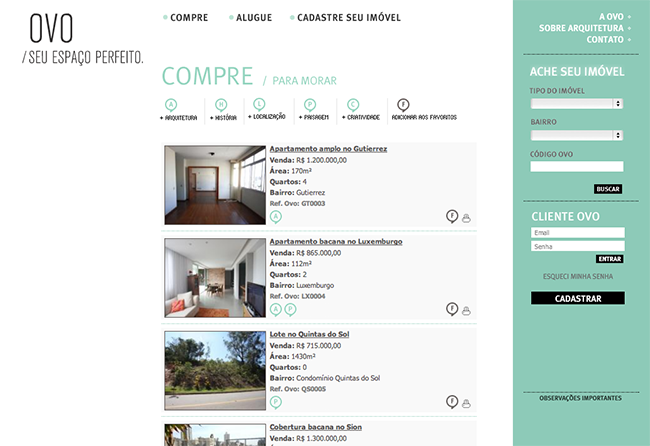 OVO
/ SEU ESPAÇO PERFEITO.
COMPRE
ALUGUE
CADASTRE SEU IMÓVEL
A OVO
SOBRE ARQUITETURA
CONTATO
COMPRE / PARA MORAR
A
H
L
P
C
F
+ ARQUITETURA
+ HISTÓRIA
+ LOCALIZAÇÃO
+ PAISAGEM
+ CRIATIVIDADE
ADICIONAR AOS FAVORITOS
Apartamento amplo no Gutierrez
Venda: R$ 1.200.000,00
Área: 170m²
Quartos: 4
Bairro: Gutierrez
Ref. Ovo: GT0003
A
F
Apartamento bacana no Luxemburgo
Venda: R$ 865.000,00
Área: 112m²
Quartos: 2
Bairro: Luxemburgo
Ref. Ovo: LX0004
A P
F
Lote no Quintas do Sol
Venda: R$ 715.000,00
Área: 1430m²
Quartos: 0
Bairro: Condomínio Quintas do Sol
Ref. Ovo: QS0005
P
F
Cobertura bacana no Sion
Venda: R$ 1.300.000,00
ACHE SEU IMÓVEL
TIPO DO IMÓVEL
BAIRRO
CÓDIGO OVO
BUSCAR
CLIENTE OVO
Email
Senha
ENTRAR
ESQUECI MINHA SENHA
CADASTRAR
OBSERVAÇÕES IMPORTANTES